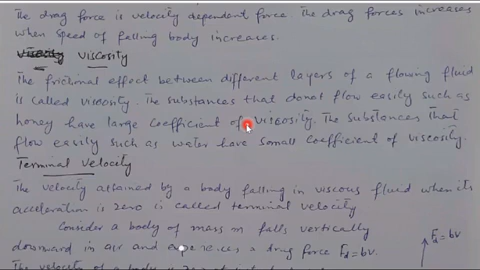 The drag force is velocity dependent force. The drag forces increases
when speed of falling body increases.
Viscosity
The frictional effect between different layers of a flowing fluid
is called viscosity. The substances that donot flow easily such as
honey have large coefficient of viscosity. The substances that
flow easily such as water have small coefficient of viscosity.
Terminal velocity
The velocity attained by a body falling in viscous fluid when its
acceleration is zero is called terminal velocity
Consider a body of mass m falls vertically
downward in air and a drag force Fd = bv.
Fd = bv
The velocity of a body